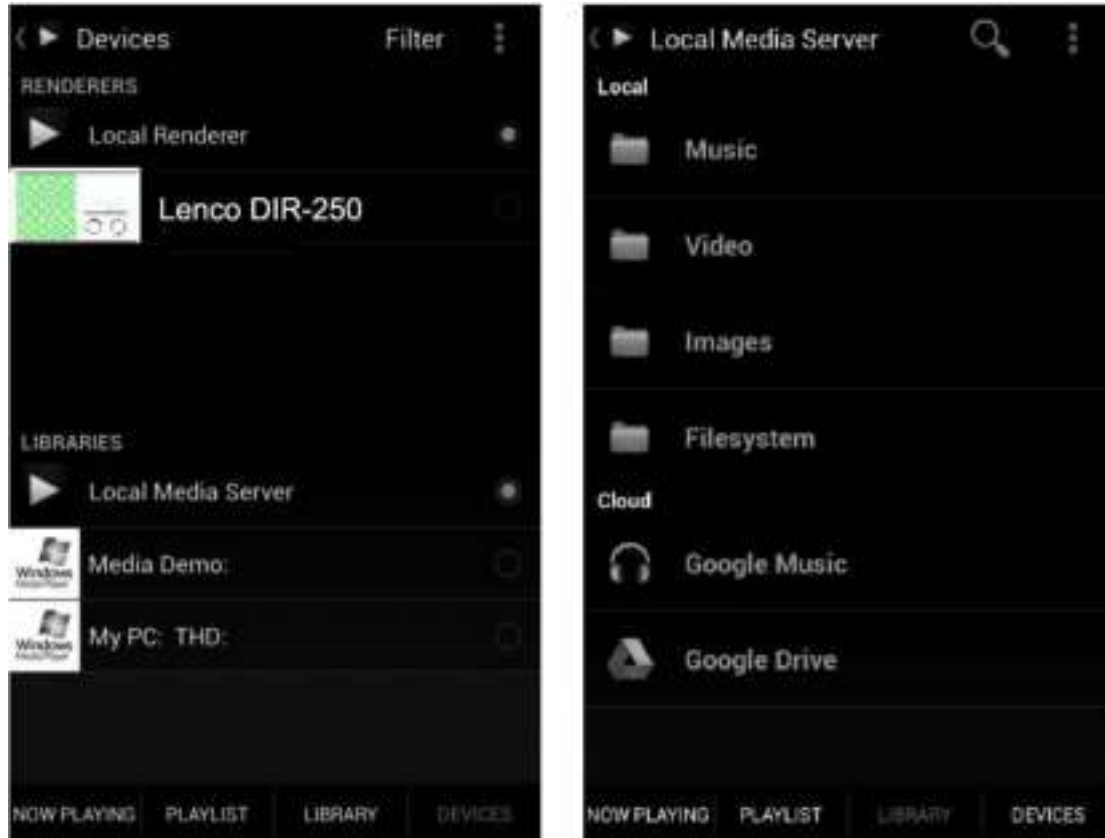 Devices
Filter
RENDERERS
Local Renderer
Lenco DIR-250
LIBRARIES
Local Media Server
Windows
Media Demo:
Windows
My PC: THD:
NOW PLAYING
PLAYLIST
LIBRARY
DEVICES
Local Media Server
Local
Music
Video
Images
Filesystem
Cloud
Google Music
Google Drive
NOW PLAYING
PLAYLIST
LIBRARY
DEVICES